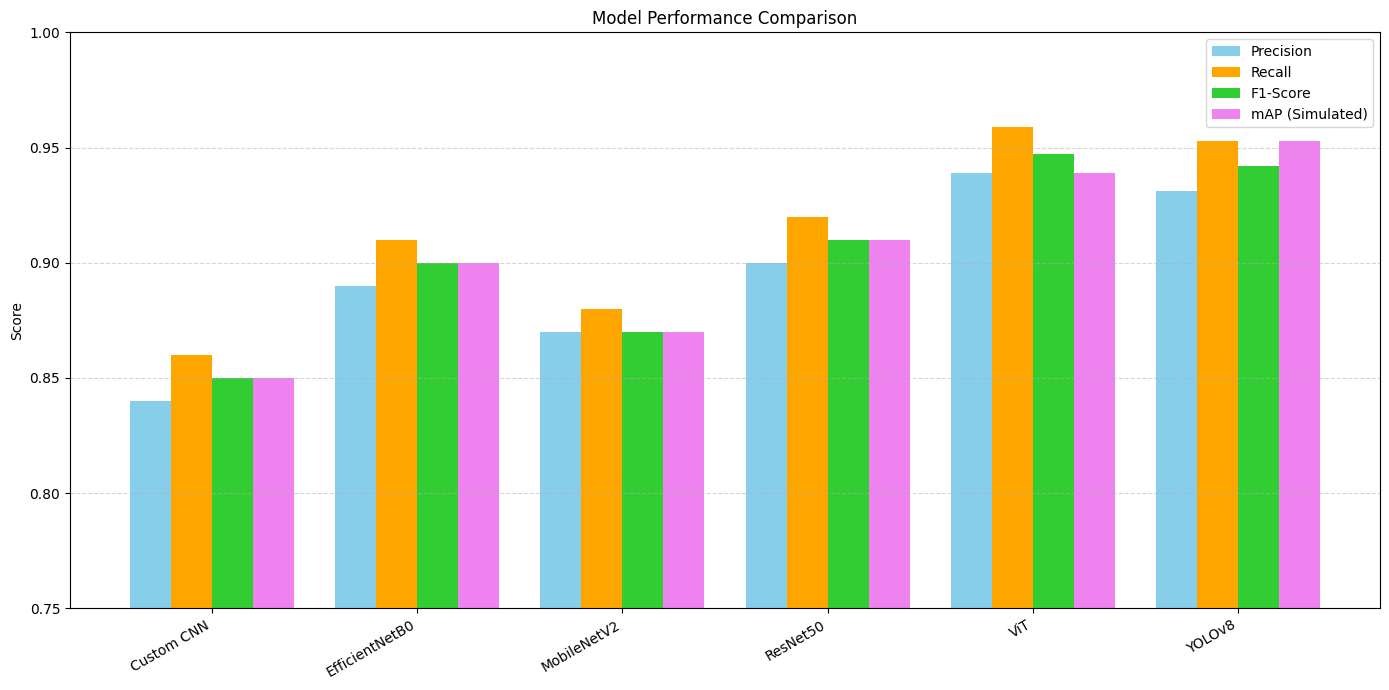 Model Performance Comparison
1.00
0.95
0.90
0.85
0.80
0.75
Score
Precision
Recall
F1-Score
mAP (Simulated)
Custom CNN
EfficientNetB0
MobileNetV2
ResNet50
ViT
YOLOv8